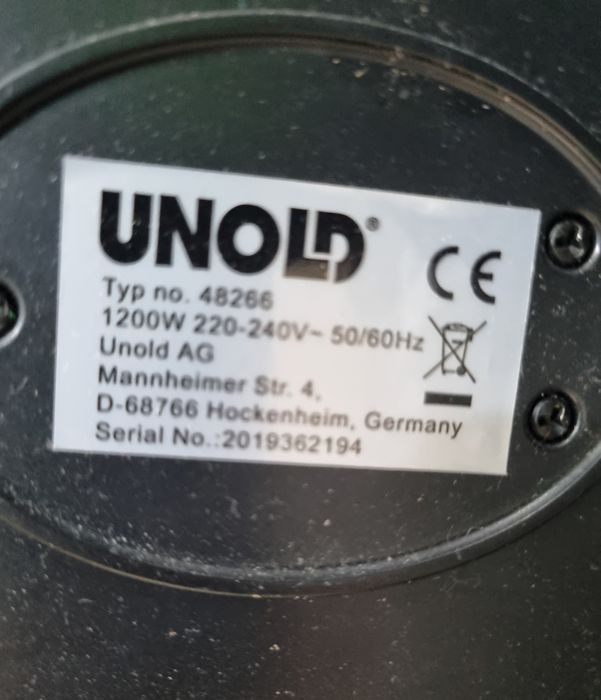 UNOLD®
CE
Typ no. 48266
1200W 220-240V~ 50/60Hz
Unold AG
Mannheimer Str. 4,
D-68766 Hockenheim, Germany
Serial No.:2019362194